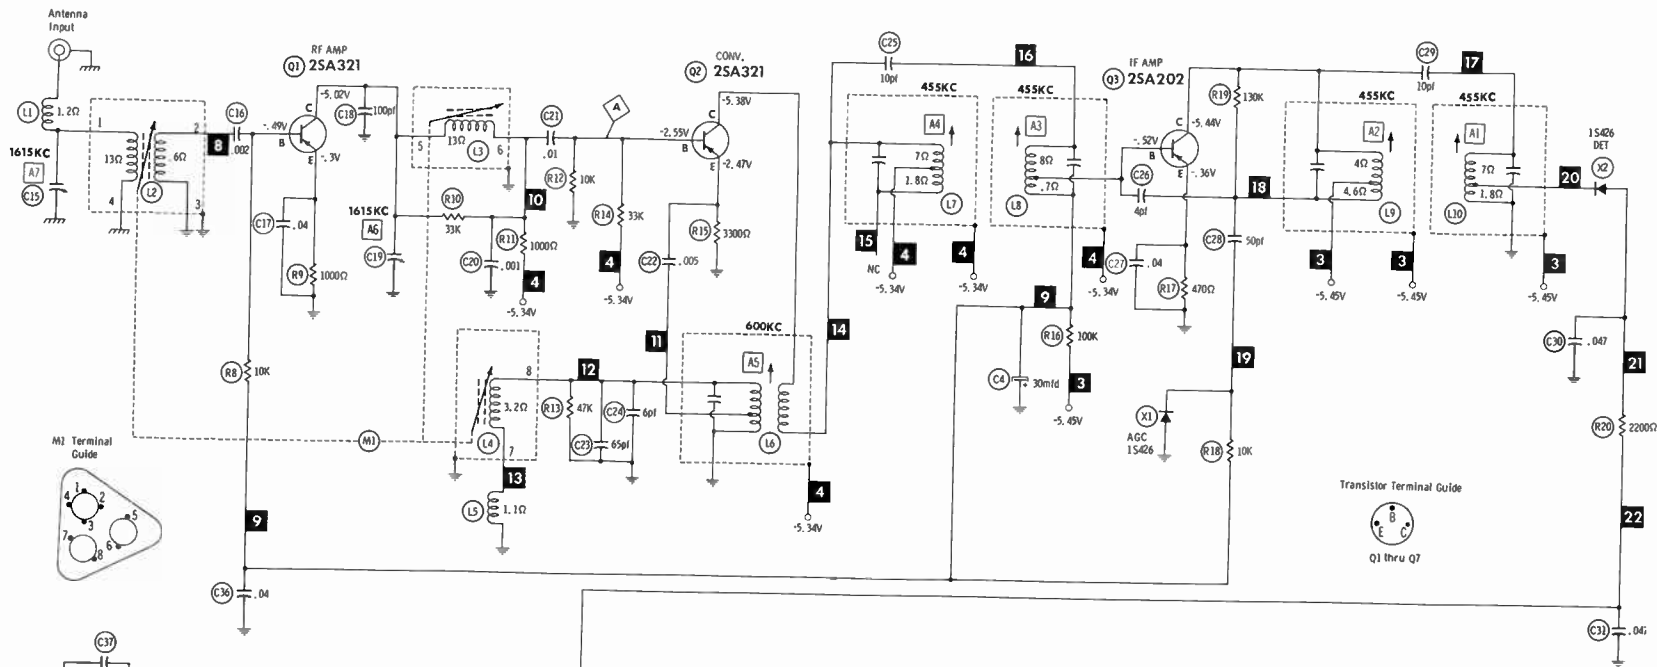 Antenna
Input
L1
1.2Ω
1615KC
A7
C15
1
2
13Ω
.6Ω
4
L2
3
8
C16
.002
RF AMP
Q1 2SA321
-5.02V
C
-.49V
B
E
-.3V
C17
.04
R9
1000Ω
R8
10K
9
C36
.04
C37
C18
100pf
5
13Ω
L3
6
C21
.01
A
R10
33K
1615KC
A6
C19
C20
.001
10
R11
1000Ω
4
-5.34V
R12
10K
R14
33K
4
-5.34V
CONV.
Q2 2SA321
-5.38V
C
-2.55V
B
E
-2.47V
R15
3300Ω
C22
.005
11
600KC
A5
L6
4
-5.34V
8
12
3.2Ω
L4
7
R13
47K
C24
6pf
C23
65pf
13
L5
1.1Ω
M1
M1 Terminal
Guide
1
4
2
3
5
7
6
8
C25
10pf
16
14
455KC
A4
7Ω
1.8Ω
L7
15
NC
4
-5.34V
4
-5.34V
455KC
A3
8Ω
.7Ω
L8
4
-5.34V
9
R16
100K
C4
+
30mfd
3
-5.45V
IF AMP
Q3 2SA202
C
-5.44V
-.52V
B
E
-.36V
C26
4pf
C27
.04
R17
470Ω
R19
130K
18
C28
50pf
19
X1
AGC
1S426
R18
10K
455KC
A2
4Ω
4.6Ω
L9
3
-5.45V
3
-5.45V
C29
10pf
17
455KC
A1
7Ω
1.8Ω
L10
3
-5.45V
1S426
DET
X2
20
C30
.047
21
R20
2200Ω
22
C31
.047
Transistor Terminal Guide
B
E
C
Q1 thru Q7